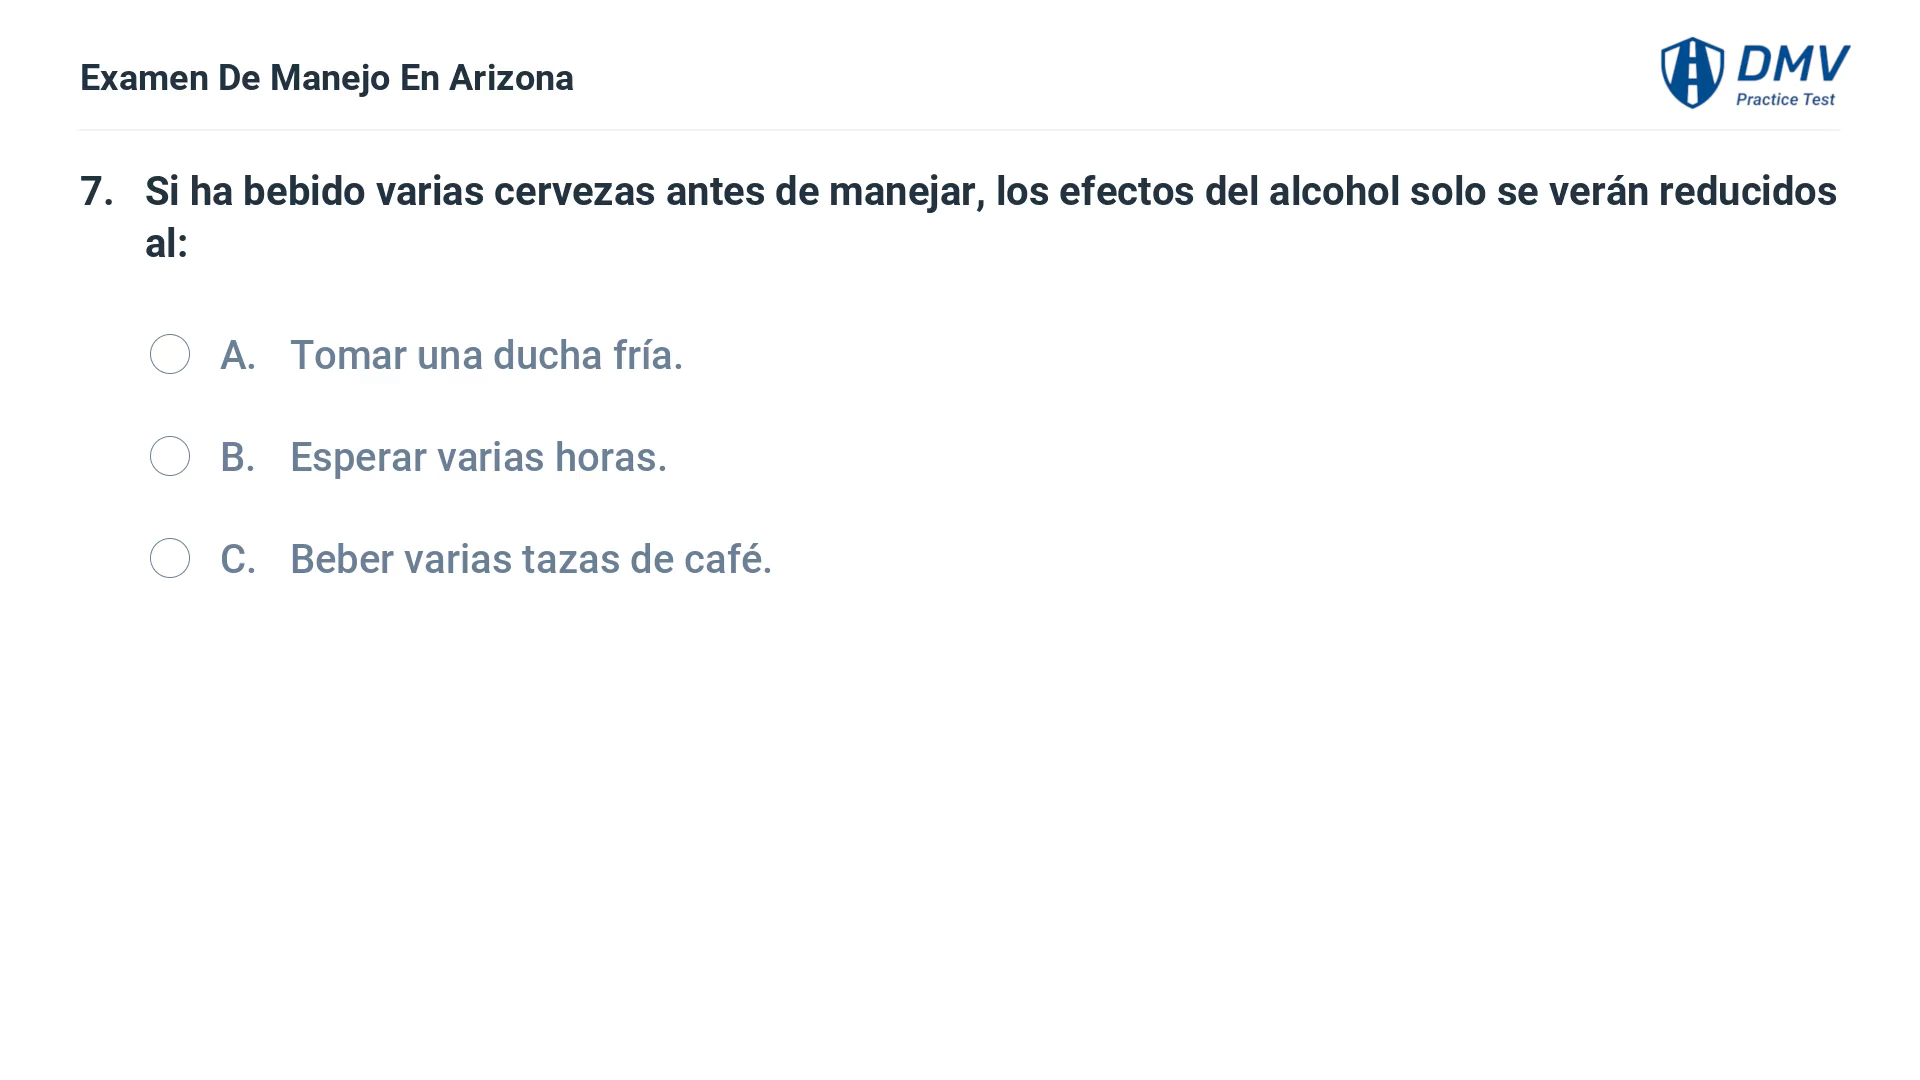 Examen De Manejo En Arizona
DMV
Practice Test
7. Si ha bebido varias cervezas antes de manejar, los efectos del alcohol solo se verán reducidos
al:
A. Tomar una ducha fría.
B. Esperar varias horas.
C. Beber varias tazas de café.